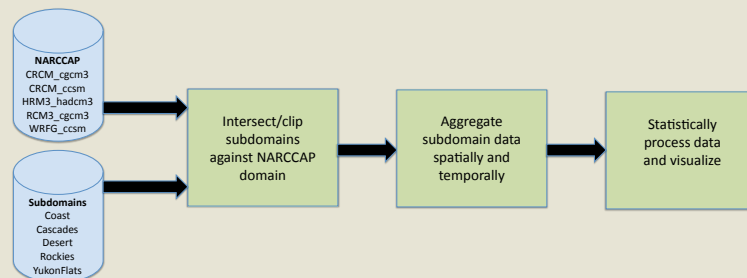 NARCCAP
CRCM_cgcm3
CRCM_ccsm
HRM3_hadcm3
RCM3_cgcm3
WRFG_ccsm
Subdomains
Coast
Cascades
Desert
Rockies
YukonFlats
Intersect/clip
subdomains
against NARCCAP
domain
Aggregate
subdomain data
spatially and
temporally
Statistically
process data
and visualize